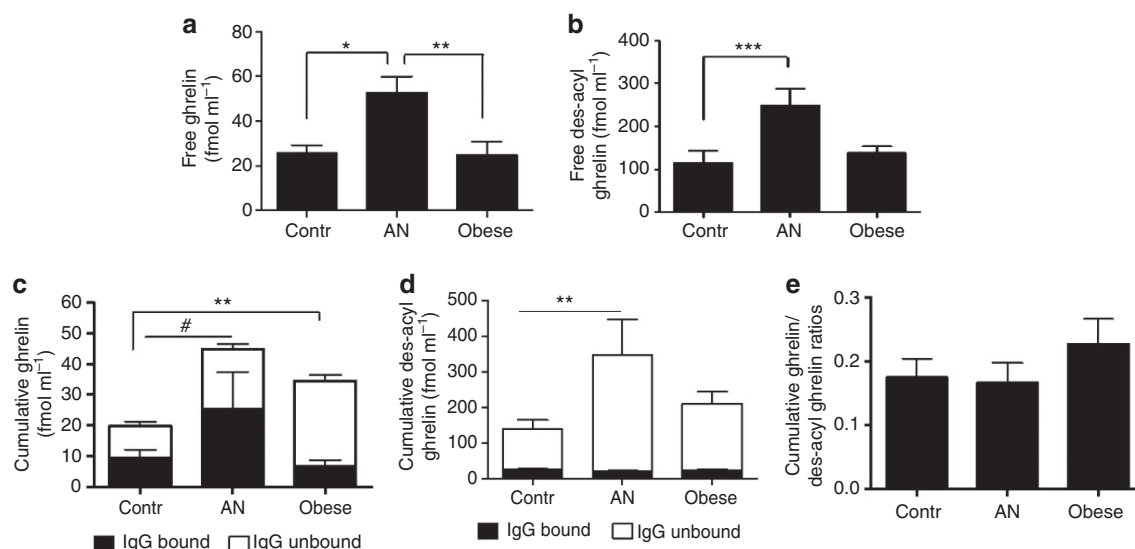 a
Free ghrelin
(fmol ml⁻¹)
80
60
40
20
0
*
**
Contr
AN
Obese
b
Free des-acyl
ghrelin (fmol ml⁻¹)
400
300
200
100
0
***
Contr
AN
Obese
c
Cumulative ghrelin
(fmol ml⁻¹)
60
50
40
30
20
10
0
**
#
Contr
AN
Obese
IgG bound
IgG unbound
d
Cumulative des-acyl
ghrelin (fmol ml⁻¹)
500
400
300
200
100
0
**
Contr
AN
Obese
IgG bound
IgG unbound
e
Cumulative ghrelin/
des-acyl ghrelin ratios
0.3
0.2
0.1
0.0
Contr
AN
Obese